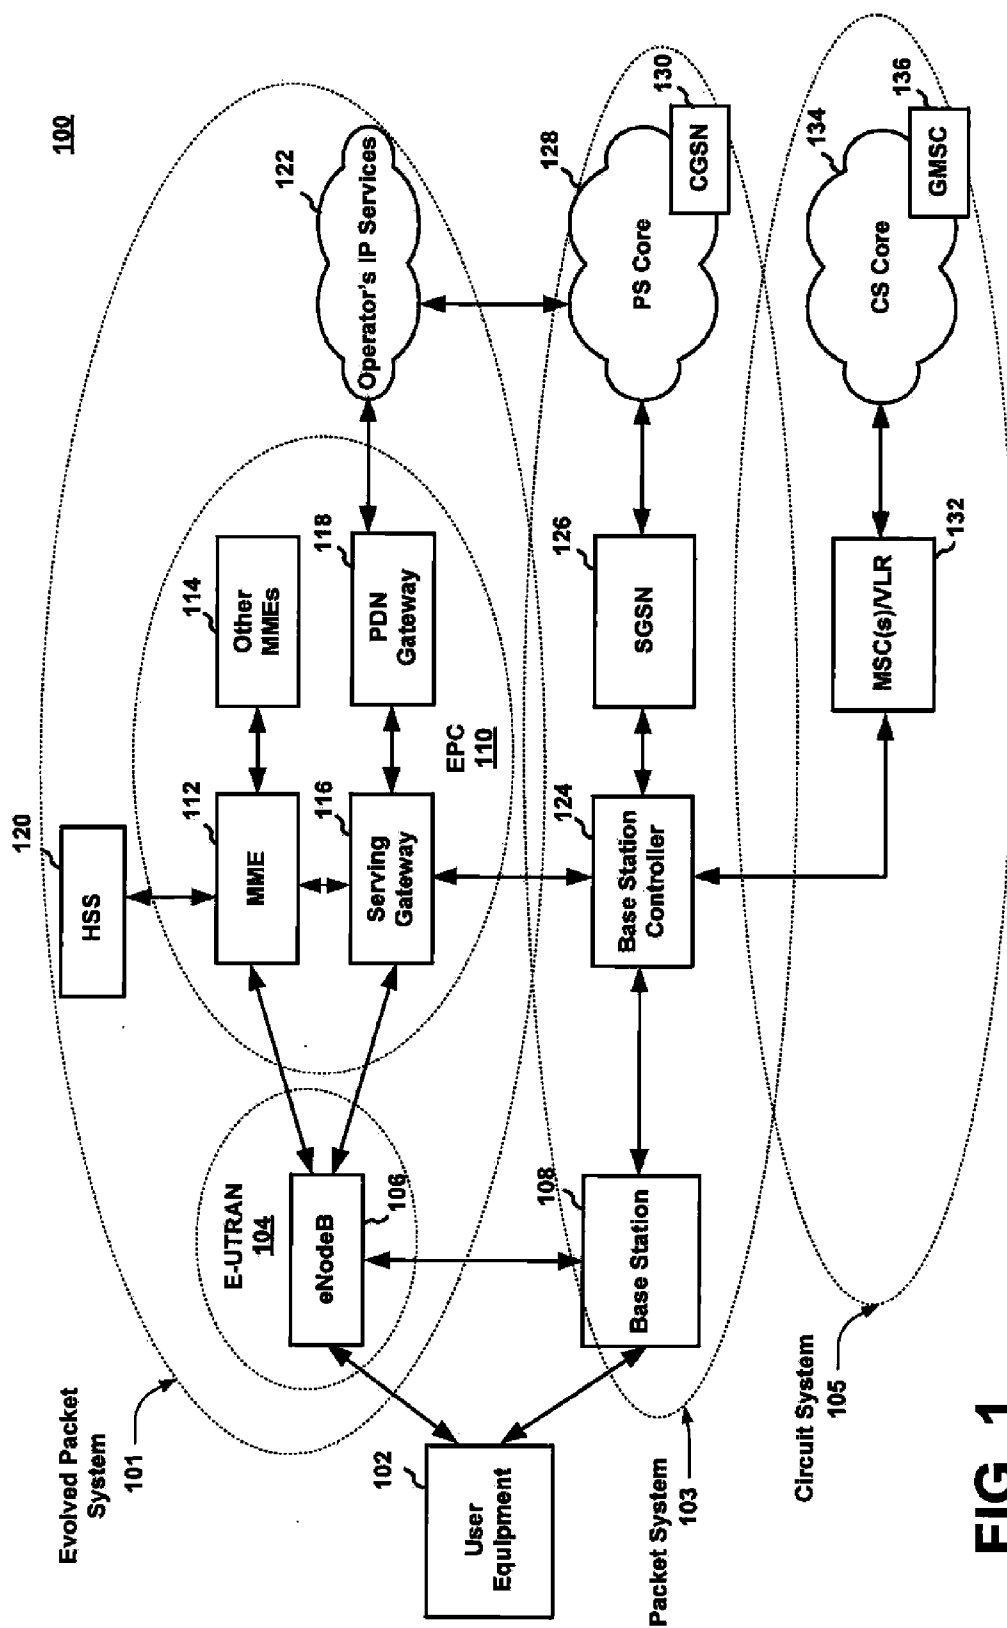 100
120
HSS
Evolved Packet
System
101
E-UTRAN
104
eNodeB
106
112
MME
114
Other
MMEs
116
Serving
Gateway
118
PDN
Gateway
EPC
110
122
Operator's IP Services
102
User
Equipment
108
Base Station
124
Base Station
Controller
126
SGSN
128
PS Core
130
CGSN
Packet System
103
132
MSC(s)/VLR
134
CS Core
136
GMSC
Circuit System
105
FIG. 1